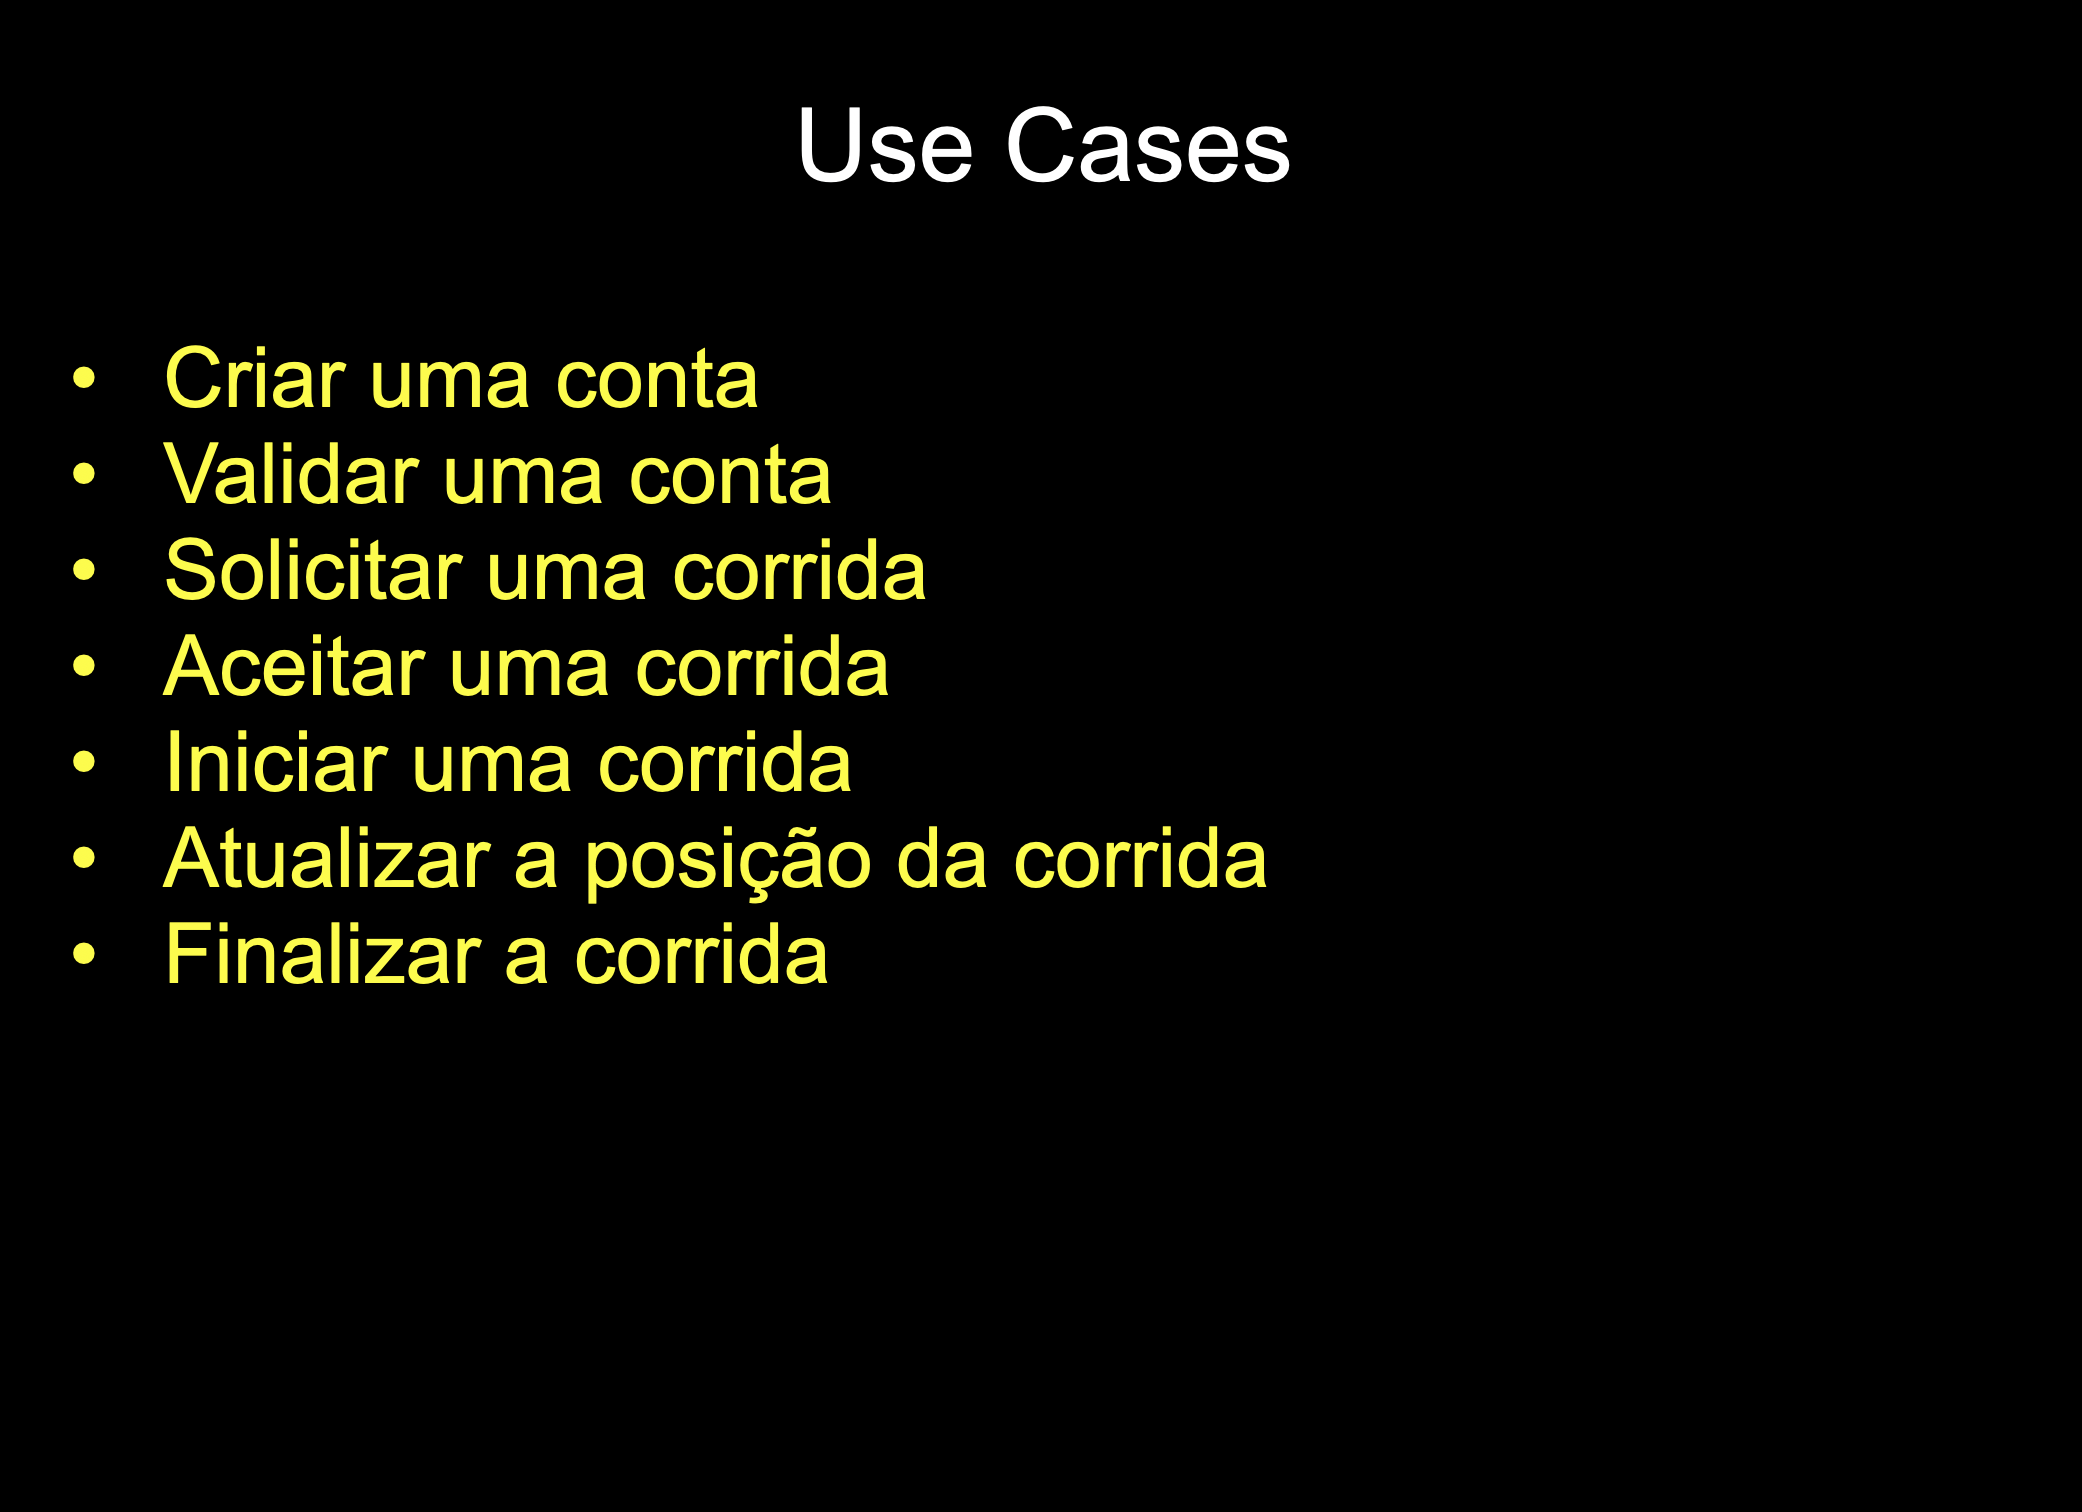 Use Cases
• Criar uma conta
• Validar uma conta
• Solicitar uma corrida
• Aceitar uma corrida
• Iniciar uma corrida
• Atualizar a posição da corrida
• Finalizar a corrida